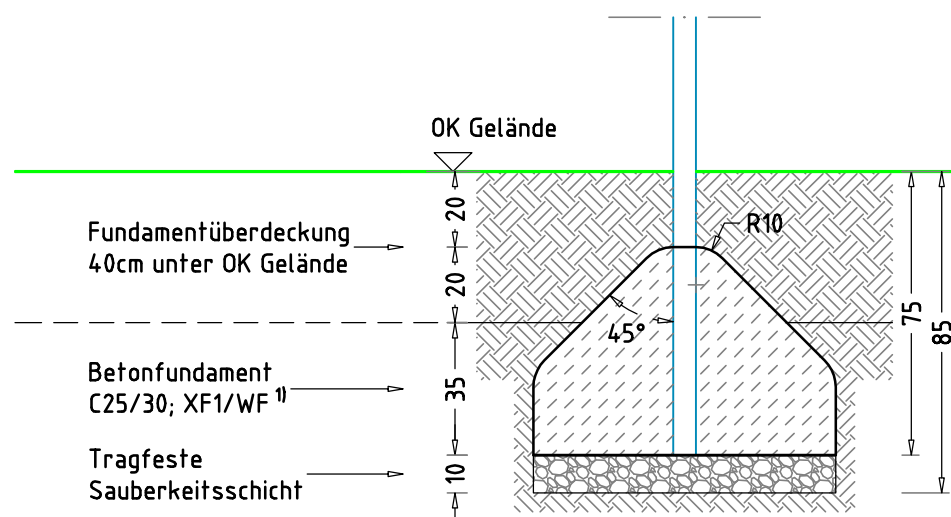 OK Gelände
20
Fundamentüberdeckung
40cm unter OK Gelände
R10
20
75
85
45°
Betonfundament
C25/30; XF1/WF 1)
35
Tragfeste
Sauberkeitsschicht
10